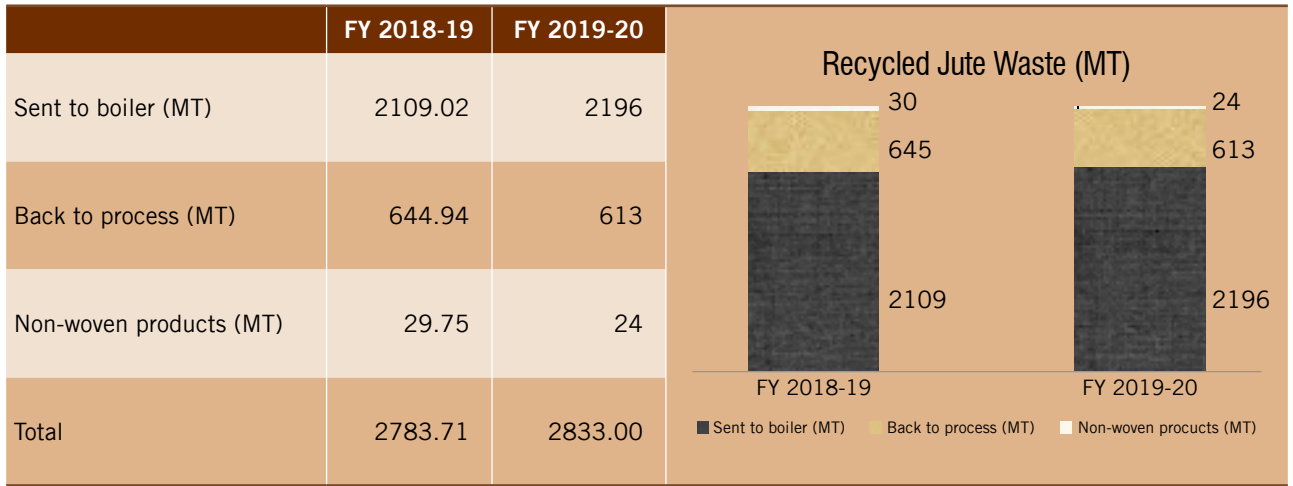 FY 2018-19 FY 2019-20
Sent to boiler (MT) 2109.02 2196
Back to process (MT) 644.94 613
Non-woven products (MT) 29.75 24
Total 2783.71 2833.00
Recycled Jute Waste (MT)
30 24
645 613
2109 2196
FY 2018-19 FY 2019-20
Sent to boiler (MT) Back to process (MT) Non-woven procucts (MT)